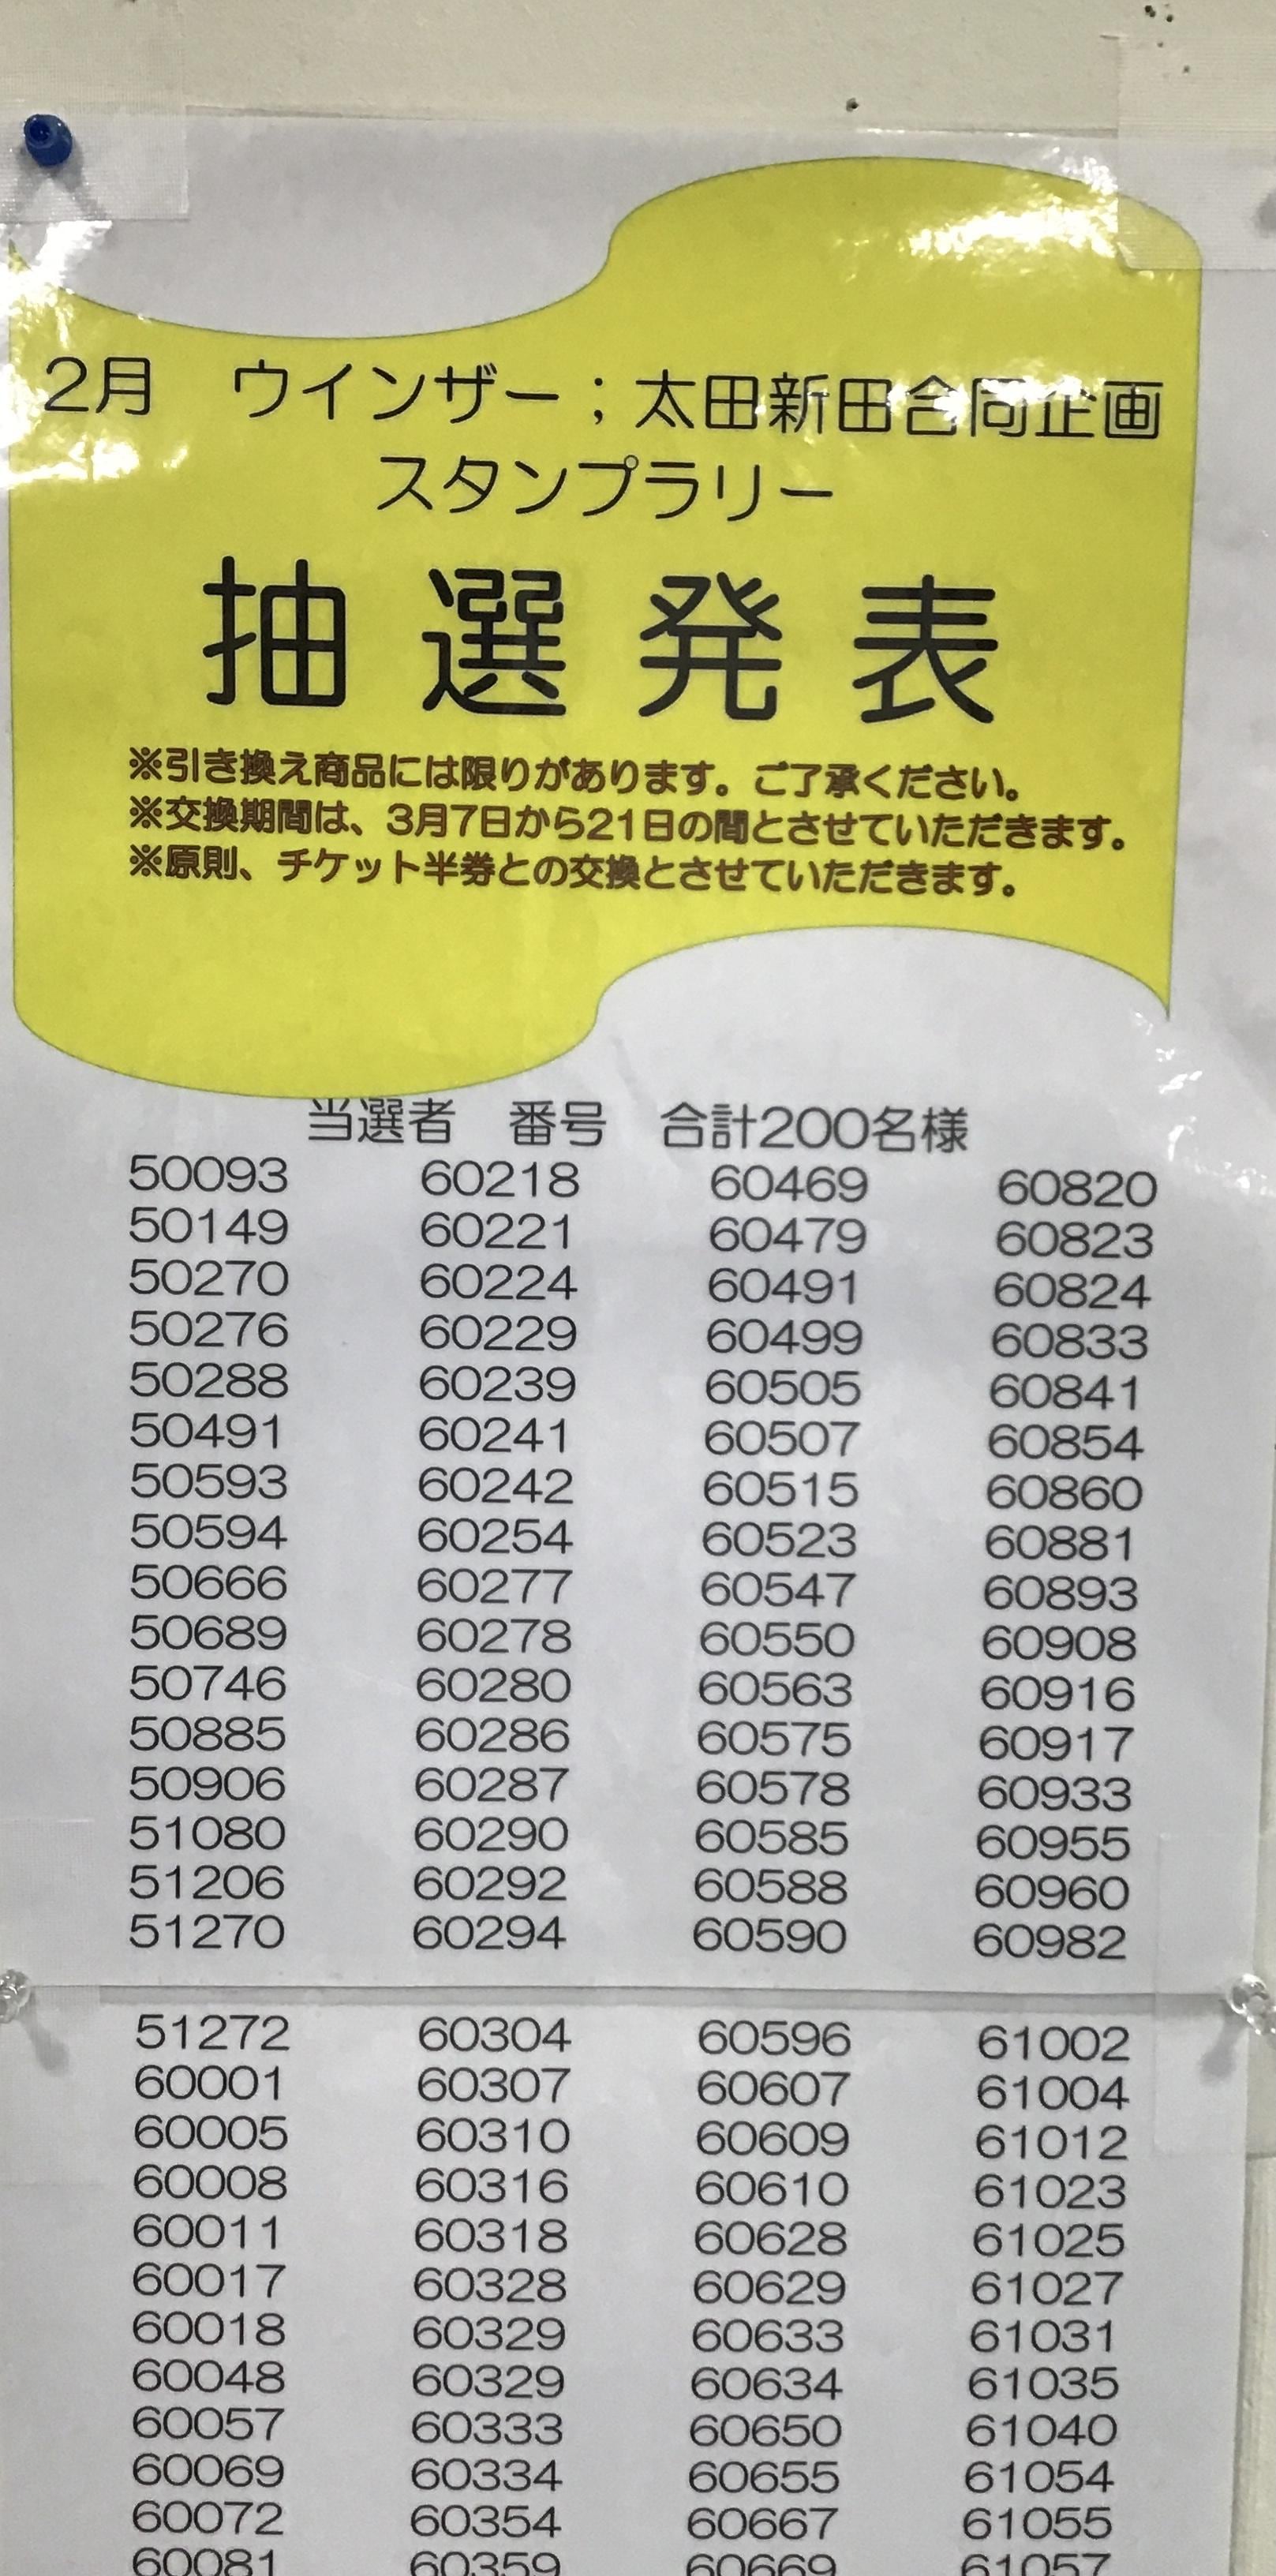 2月　ウインザー；太田新田合同企画
スタンプラリー
抽選発表
※引き換え商品には限りがあります。ご了承ください。
※交換期間は、3月7日から21日の間とさせていただきます。
※原則、チケット半券との交換とさせていただきます。
当選者　番号　合計200名様
50093 60218 60469 60820
50149 60221 60479 60823
50270 60224 60491 60824
50276 60229 60499 60833
50288 60239 60505 60841
50491 60241 60507 60854
50593 60242 60515 60860
50594 60254 60523 60881
50666 60277 60547 60893
50689 60278 60550 60908
50746 60280 60563 60916
50885 60286 60575 60917
50906 60287 60578 60933
51080 60290 60585 60955
51206 60292 60588 60960
51270 60294 60590 60982
51272 60304 60596 61002
60001 60307 60607 61004
60005 60310 60609 61012
60008 60316 60610 61023
60011 60318 60628 61025
60017 60328 60629 61027
60018 60329 60633 61031
60048 60329 60634 61035
60057 60333 60650 61040
60069 60334 60655 61054
60072 60354 60667 61055
60081 60359 60669 61057